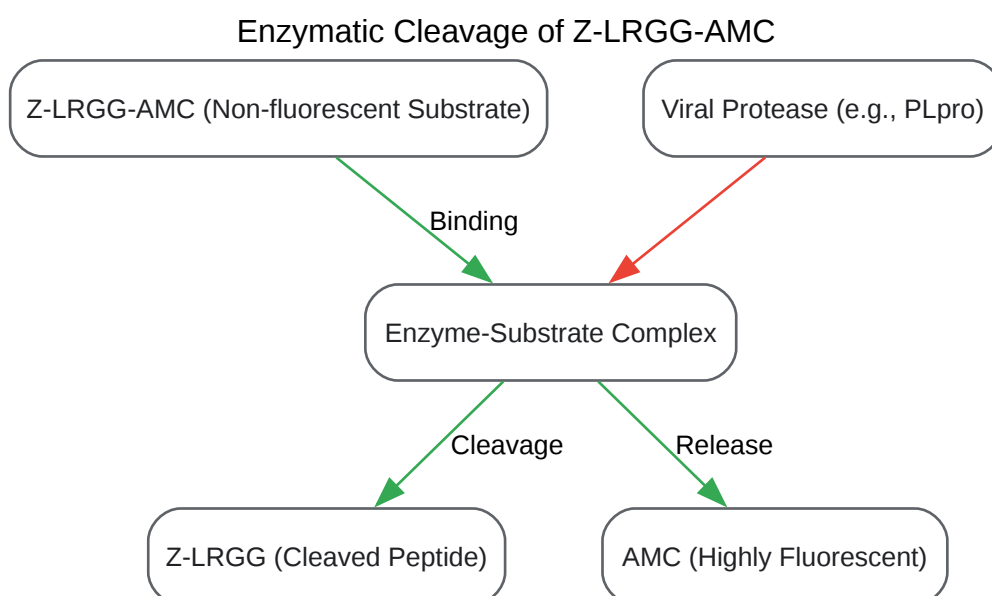 Enzymatic Cleavage of Z-LRGG-AMC
Z-LRGG-AMC (Non-fluorescent Substrate)
Viral Protease (e.g., PLpro)
Binding
Enzyme-Substrate Complex
Cleavage
Release
Z-LRGG (Cleaved Peptide)
AMC (Highly Fluorescent)